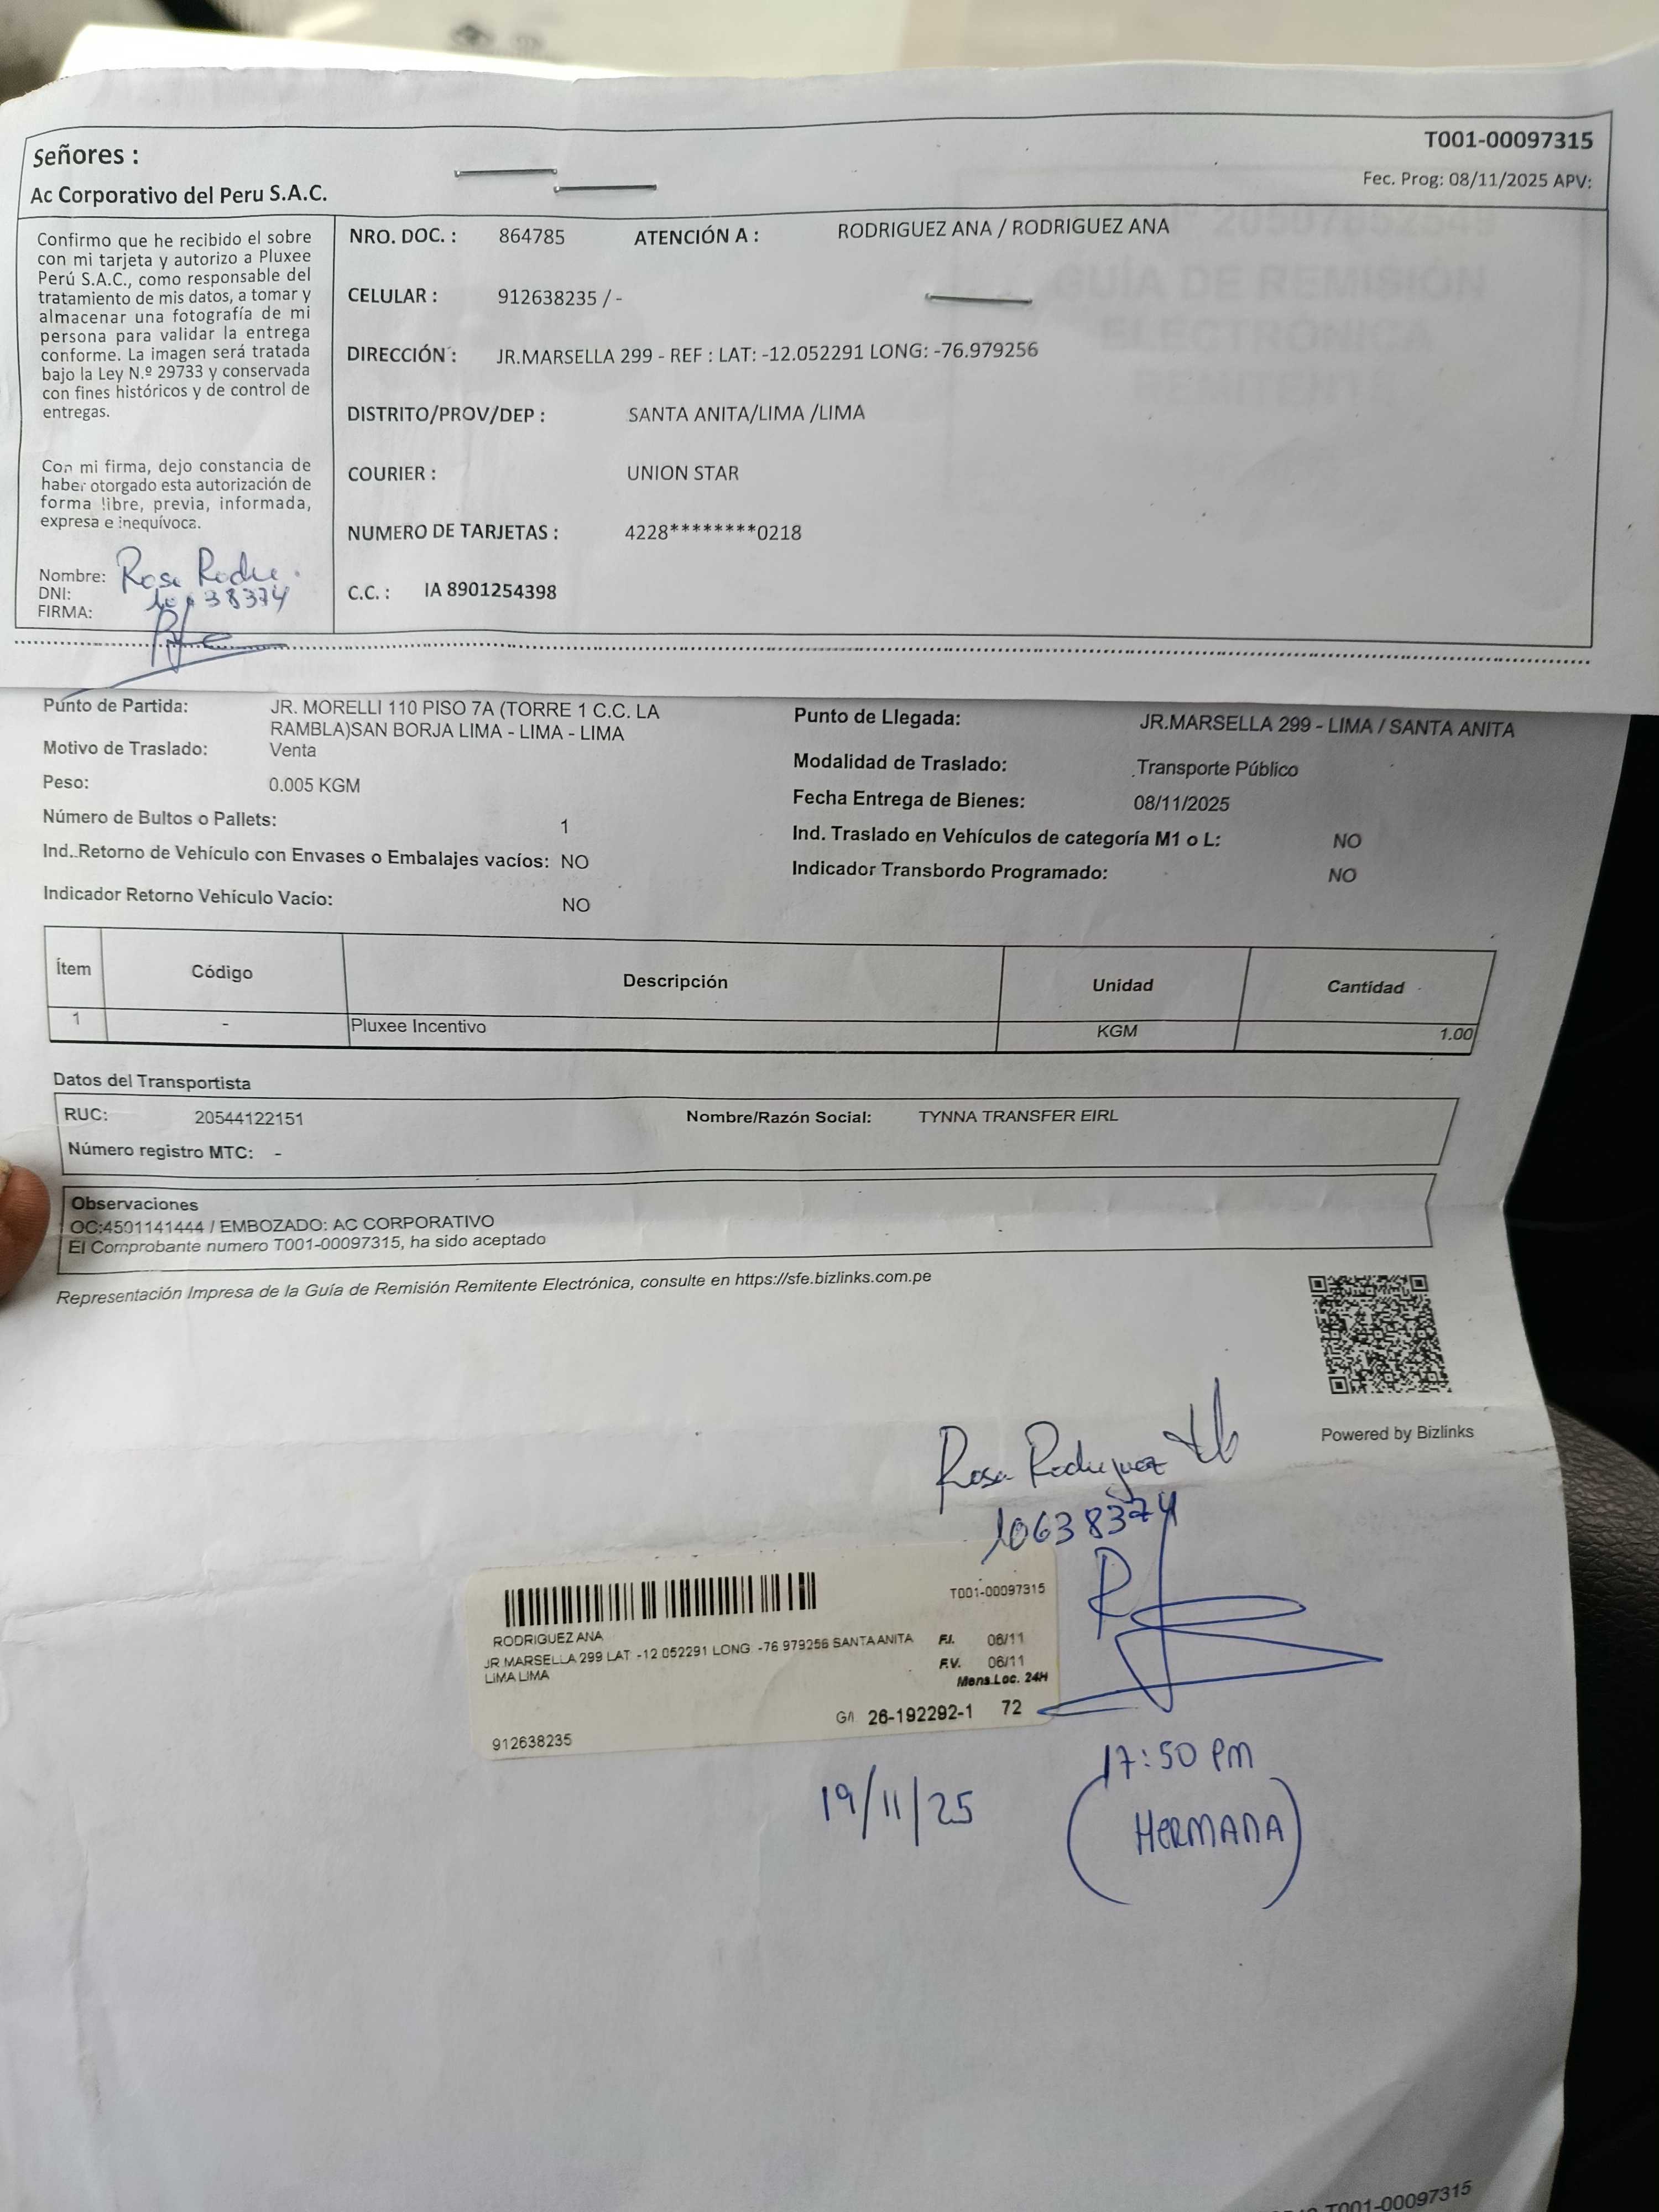 Señores :
Ac Corporativo del Peru S.A.C.
T001-00097315
Fec. Prog: 08/11/2025 APV:
Confirmo que he recibido el sobre
con mi tarjeta y autorizo a Pluxee
Perú S.A.C., como responsable del
tratamiento de mis datos, a tomar y
almacenar una fotografía de mi
persona para validar la entrega
conforme. La imagen será tratada
bajo la Ley N.º 29733 y conservada
con fines históricos y de control de
entregas.
Con mi firma, dejo constancia de
haber otorgado esta autorización de
forma libre, previa, informada,
expresa e inequívoca.
Nombre: Rosa
DNI:
FIRMA:
NRO. DOC. : 864785 ATENCIÓN A : RODRIGUEZ ANA / RODRIGUEZ ANA
CELULAR : 912638235 / -
DIRECCIÓN : JR.MARSELLA 299 - REF : LAT: -12.052291 LONG: -76.979256
DISTRITO/PROV/DEP : SANTA ANITA/LIMA /LIMA
COURIER : UNION STAR
NUMERO DE TARJETAS : 4228********0218
C.C. : IA 8901254398
GUÍA DE REMISIÓN
ELECTRÓNICA
REMITENTE
Punto de Partida: JR. MORELLI 110 PISO 7A (TORRE 1 C.C. LA
RAMBLA)SAN BORJA LIMA - LIMA - LIMA
Motivo de Traslado: Venta
Peso: 0.005 KGM
Número de Bultos o Pallets: 1
Ind. Retorno de Vehículo con Envases o Embalajes vacíos: NO
Indicador Retorno Vehículo Vacío: NO
Punto de Llegada: JR.MARSELLA 299 - LIMA / SANTA ANITA
Modalidad de Traslado: Transporte Público
Fecha Entrega de Bienes: 08/11/2025
Ind. Traslado en Vehículos de categoría M1 o L: NO
Indicador Transbordo Programado: NO
Ítem Código Descripción Unidad Cantidad
1 - Pluxee Incentivo KGM 1.00
Datos del Transportista
RUC: 20544122151 Nombre/Razón Social: TYNNA TRANSFER EIRL
Número registro MTC: -
Observaciones
OC:4501141444 / EMBOZADO: AC CORPORATIVO
El Comprobante numero T001-00097315, ha sido aceptado
Representación Impresa de la Guía de Remisión Remitente Electrónica, consulte en https://sfe.bizlinks.com.pe
Powered by Bizlinks
Rosa Rodriguez
10638374
T001-00097315
RODRIGUEZ ANA
JR MARSELLA 299 LAT -12 052291 LONG -76 979256 SANTA ANITA
LIMA LIMA
F.I. 06/11
F.V. 06/11
Mens.Loc. 24H
G/I 26-192292-1 72
912638235
17:50 PM
19/11/25
(HERMANA)
T001-00097315